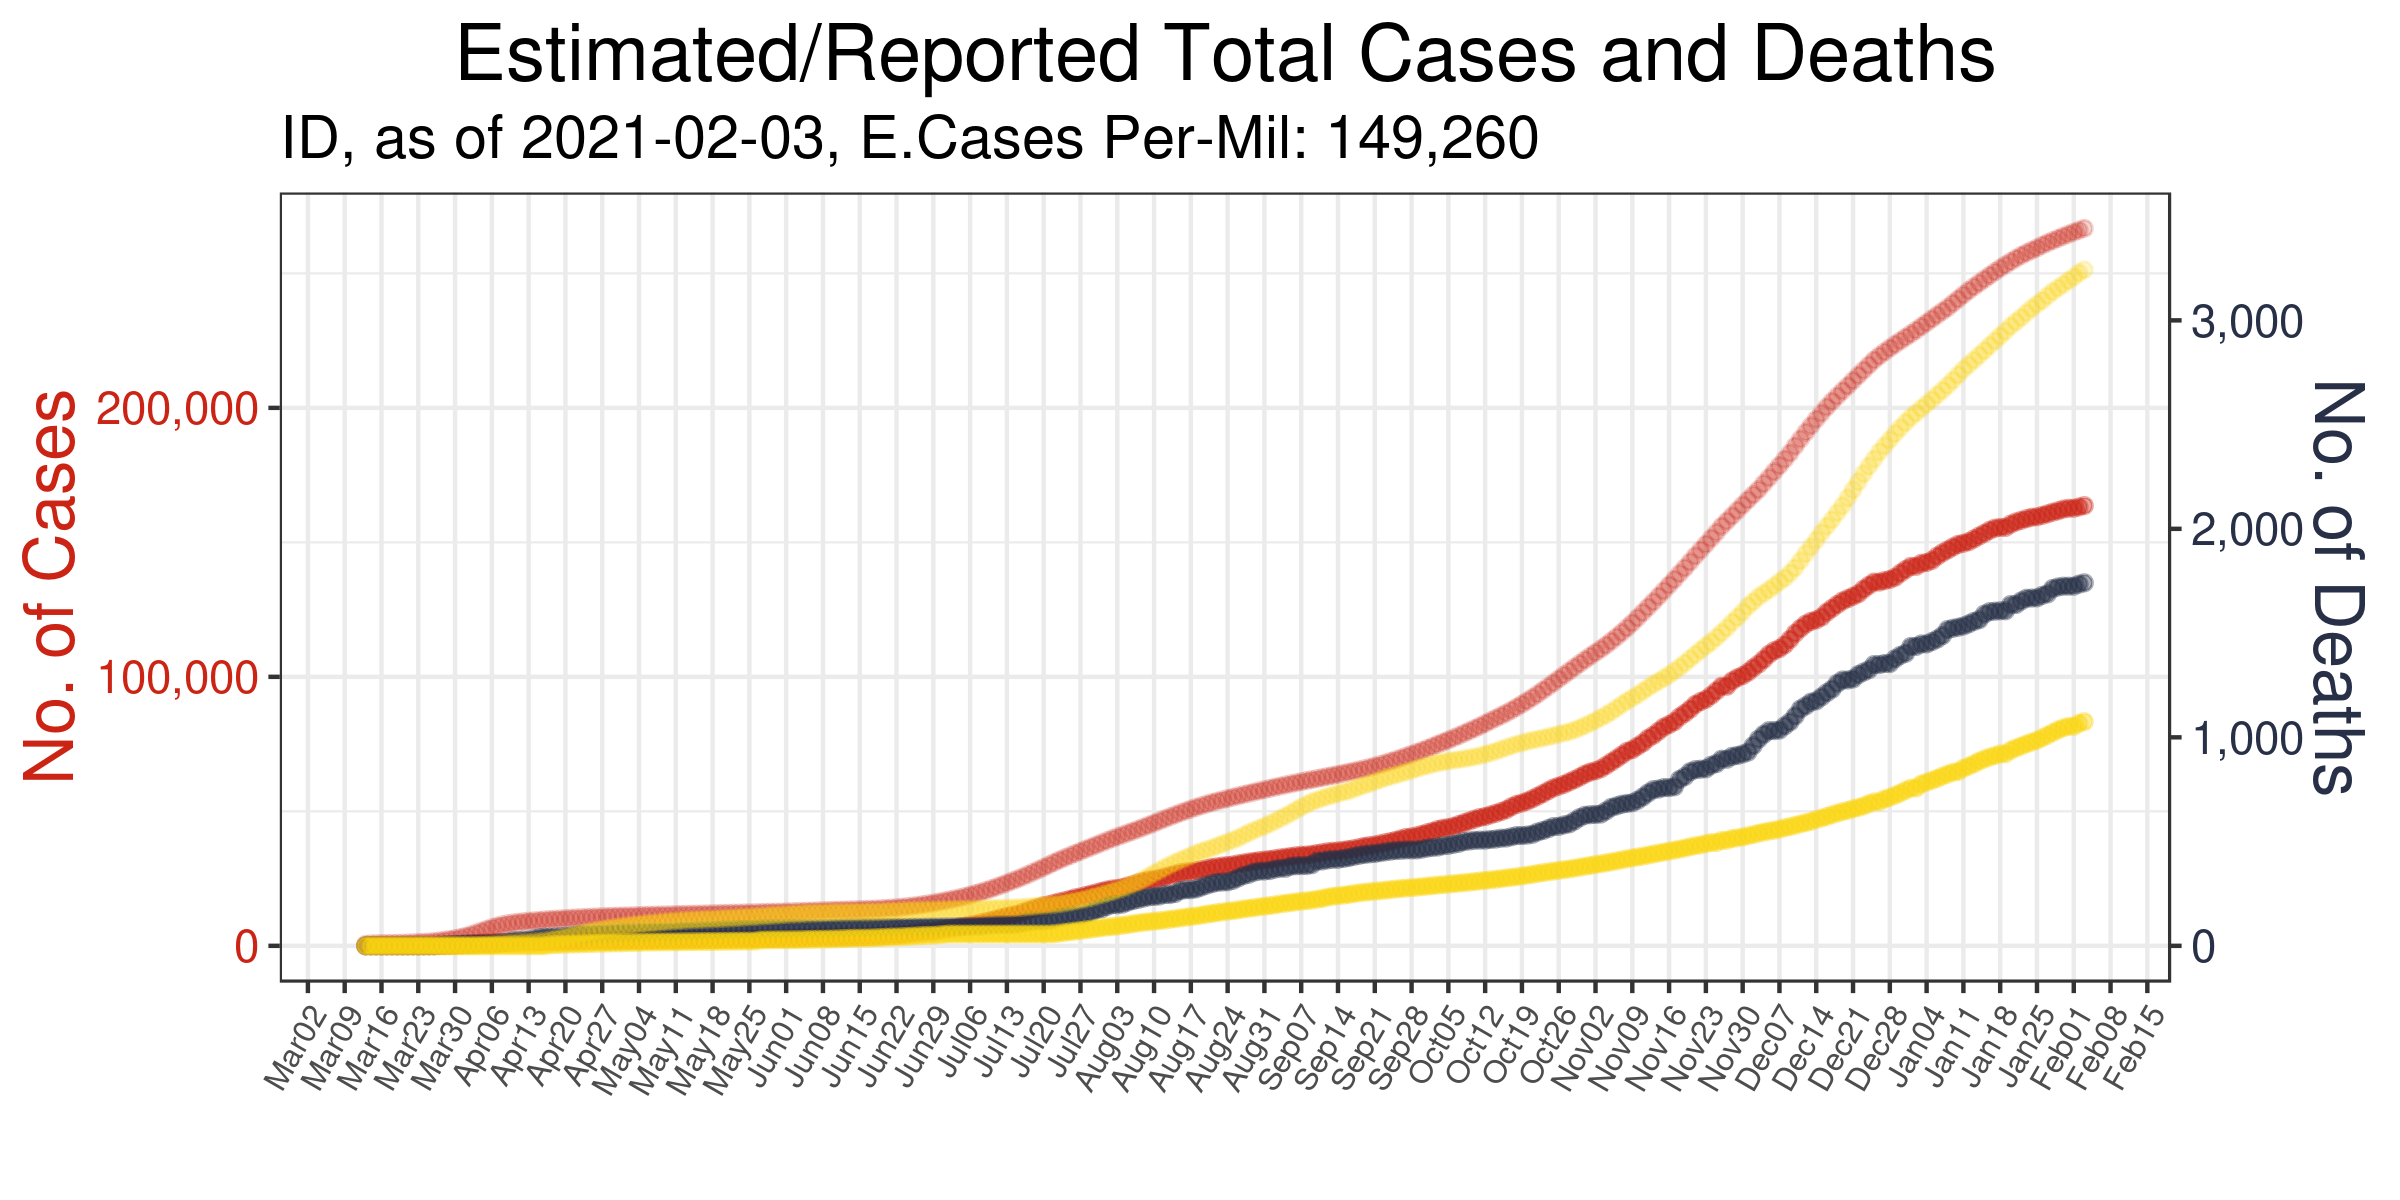 Estimated/Reported Total Cases and Deaths
ID, as of 2021-02-03, E.Cases Per-Mil: 149,260
No. of Cases
200,000
100,000
0
3,000
2,000
1,000
0
No. of Deaths
Mar02
Mar09
Mar16
Mar23
Mar30
Apr06
Apr13
Apr20
Apr27
May04
May11
May18
May25
Jun01
Jun08
Jun15
Jun22
Jun29
Jul06
Jul13
Jul20
Jul27
Aug03
Aug10
Aug17
Aug24
Aug31
Sep07
Sep14
Sep21
Sep28
Oct05
Oct12
Oct19
Oct26
Nov02
Nov09
Nov16
Nov23
Nov30
Dec07
Dec14
Dec21
Dec28
Jan04
Jan11
Jan18
Jan25
Feb01
Feb08
Feb15